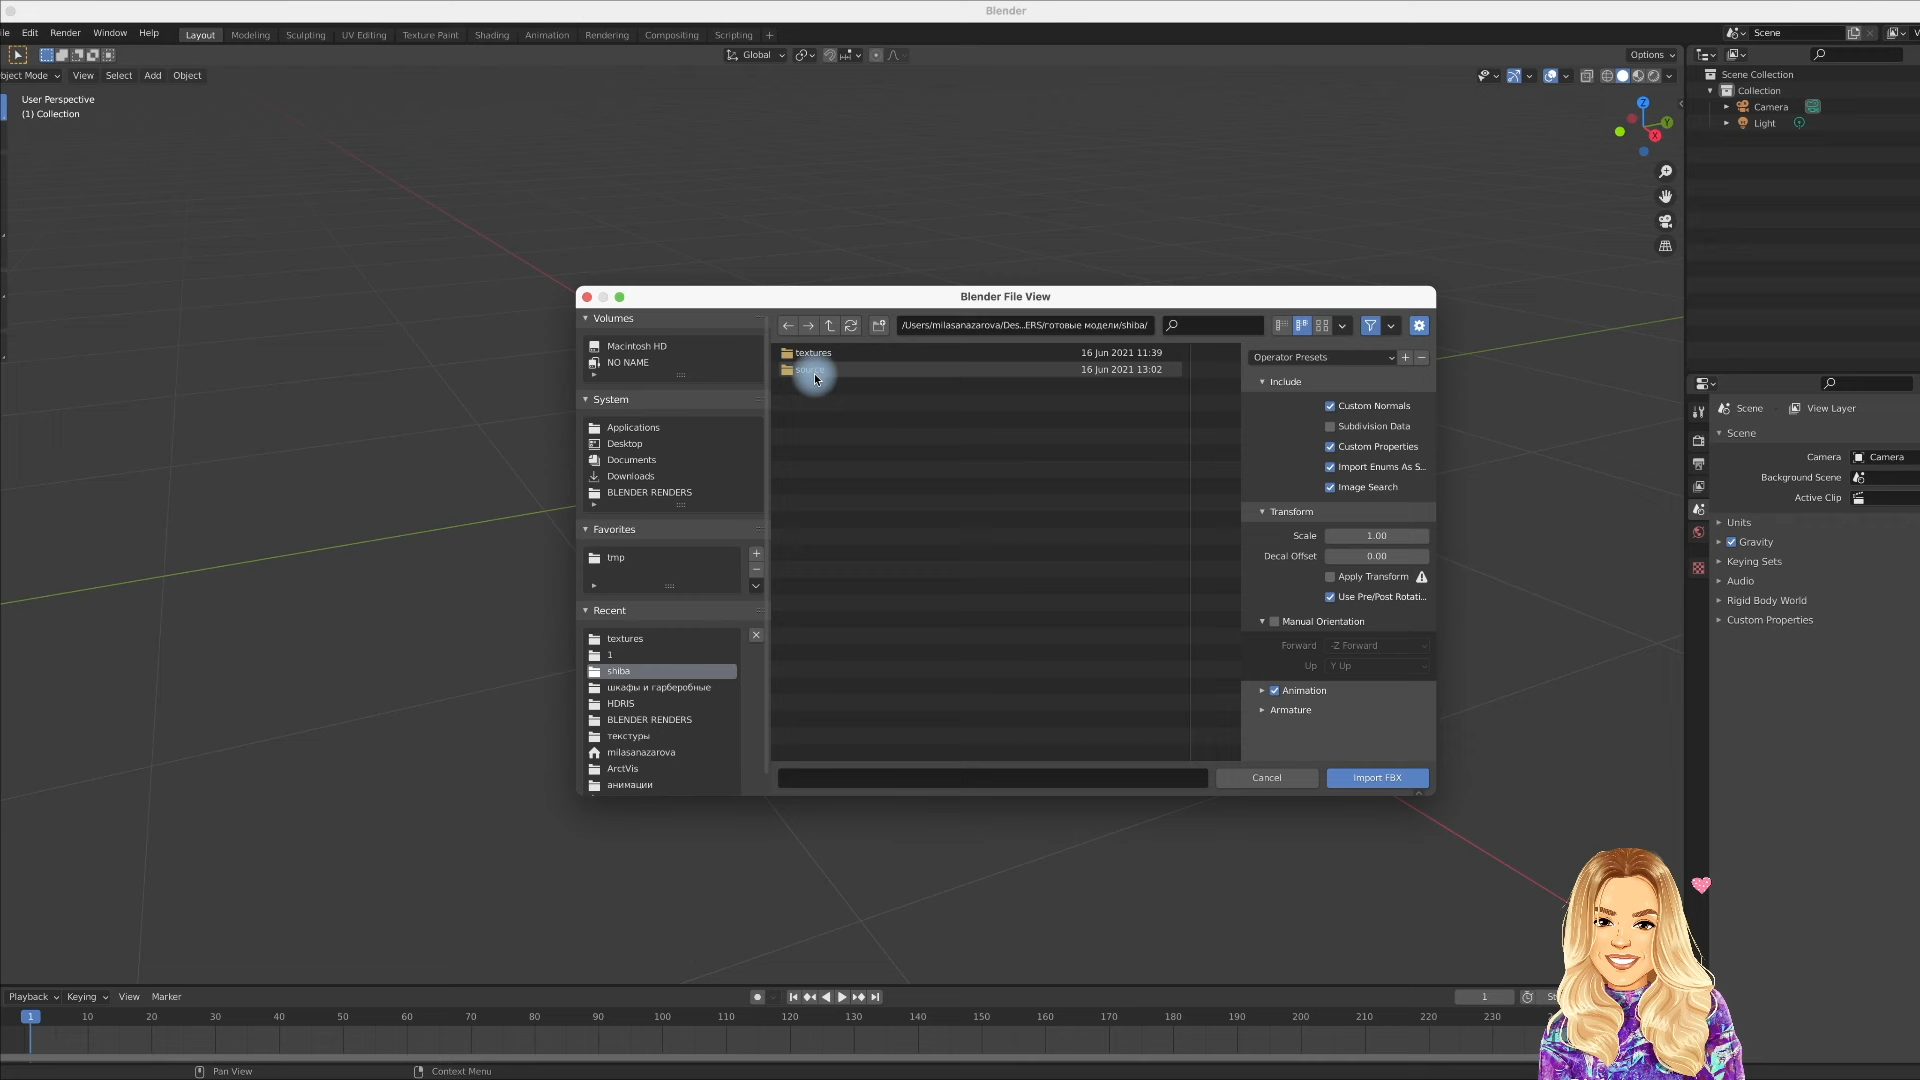 Blender
ile Edit Render Window Help Layout Modeling Sculpting UV Editing Texture Paint Shading Animation Rendering Compositing Scripting + Scene
Global Options
bject Mode View Select Add Object
User Perspective
(1) Collection
Z
Y
X
Scene Collection
Collection
Camera
Light
Blender File View
Volumes
Macintosh HD
NO NAME
System
Applications
Desktop
Documents
Downloads
BLENDER RENDERS
Favorites
tmp
Recent
textures
1
shiba
шкафы и гарберобные
HDRIS
BLENDER RENDERS
текстуры
milasanazarova
ArctVis
анимации
/Users/milasanazarova/Des...ERS/готовые модели/shiba/
textures 16 Jun 2021 11:39
source 16 Jun 2021 13:02
Operator Presets
Include
Custom Normals
Subdivision Data
Custom Properties
Import Enums As S...
Image Search
Transform
Scale 1.00
Decal Offset 0.00
Apply Transform
Use Pre/Post Rotati...
Manual Orientation
Forward -Z Forward
Up Y Up
Animation
Armature
Cancel Import FBX
Scene View Layer
Scene
Camera Camera
Background Scene
Active Clip
Units
Gravity
Keying Sets
Audio
Rigid Body World
Custom Properties
Playback Keying View Marker 1 St
1 10 20 30 40 50 60 70 80 90 100 110 120 130 140 150 160 170 180 190 200 210 220 230
Pan View Context Menu